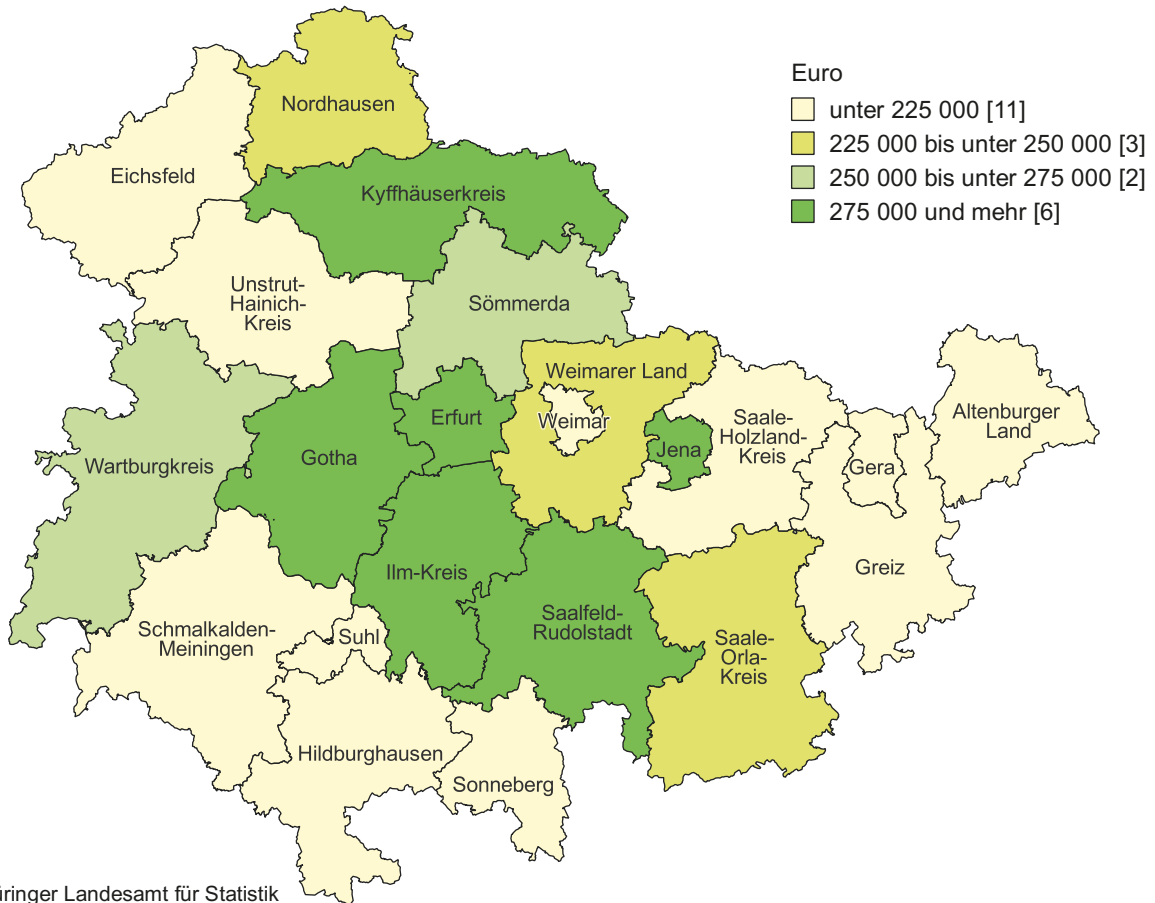 Euro
unter 225 000 [11]
225 000 bis unter 250 000 [3]
250 000 bis unter 275 000 [2]
275 000 und mehr [6]
Nordhausen
Eichsfeld
Kyffhäuserkreis
Unstrut-
Hainich-
Kreis
Sömmerda
Weimarer Land
Weimar
Erfurt
Gotha
Wartburgkreis
Jena
Saale-
Holzland-
Kreis
Gera
Altenburger
Land
Greiz
Ilm-Kreis
Saalfeld-
Rudolstadt
Saale-
Orla-
Kreis
Schmalkalden-
Meiningen
Suhl
Hildburghausen
Sonneberg
üringer Landesamt für Statistik